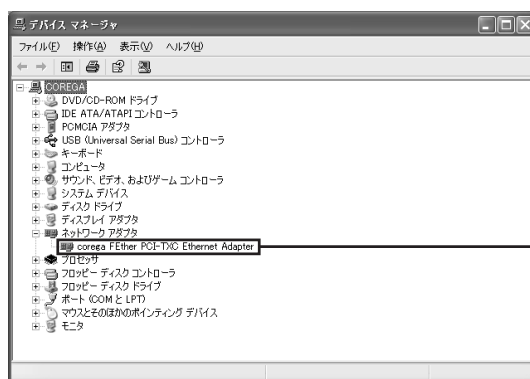 デバイス マネージャ
ファイル(F) 操作(A) 表示(V) ヘルプ(H)
COREGA
DVD/CD-ROM ドライブ
IDE ATA/ATAPI コントローラ
PCMCIA アダプタ
USB (Universal Serial Bus) コントローラ
キーボード
コンピュータ
サウンド、ビデオ、およびゲーム コントローラ
システム デバイス
ディスク ドライブ
ディスプレイ アダプタ
ネットワーク アダプタ
corega FEther PCI-TXC Ethernet Adapter
プロセッサ
フロッピー ディスク コントローラ
フロッピー ディスク ドライブ
ポート (COM と LPT)
マウスとそのほかのポインティング デバイス
モニタ